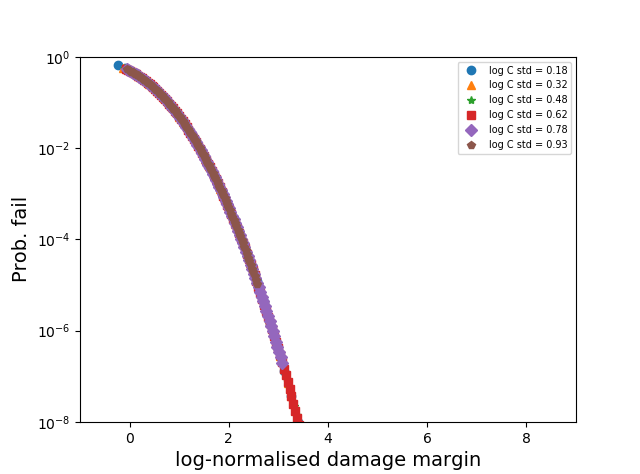 log C std = 0.18
log C std = 0.32
log C std = 0.48
log C std = 0.62
log C std = 0.78
log C std = 0.93
Prob. fail
10⁰
10⁻²
10⁻⁴
10⁻⁶
10⁻⁸
0 2 4 6 8
log-normalised damage margin